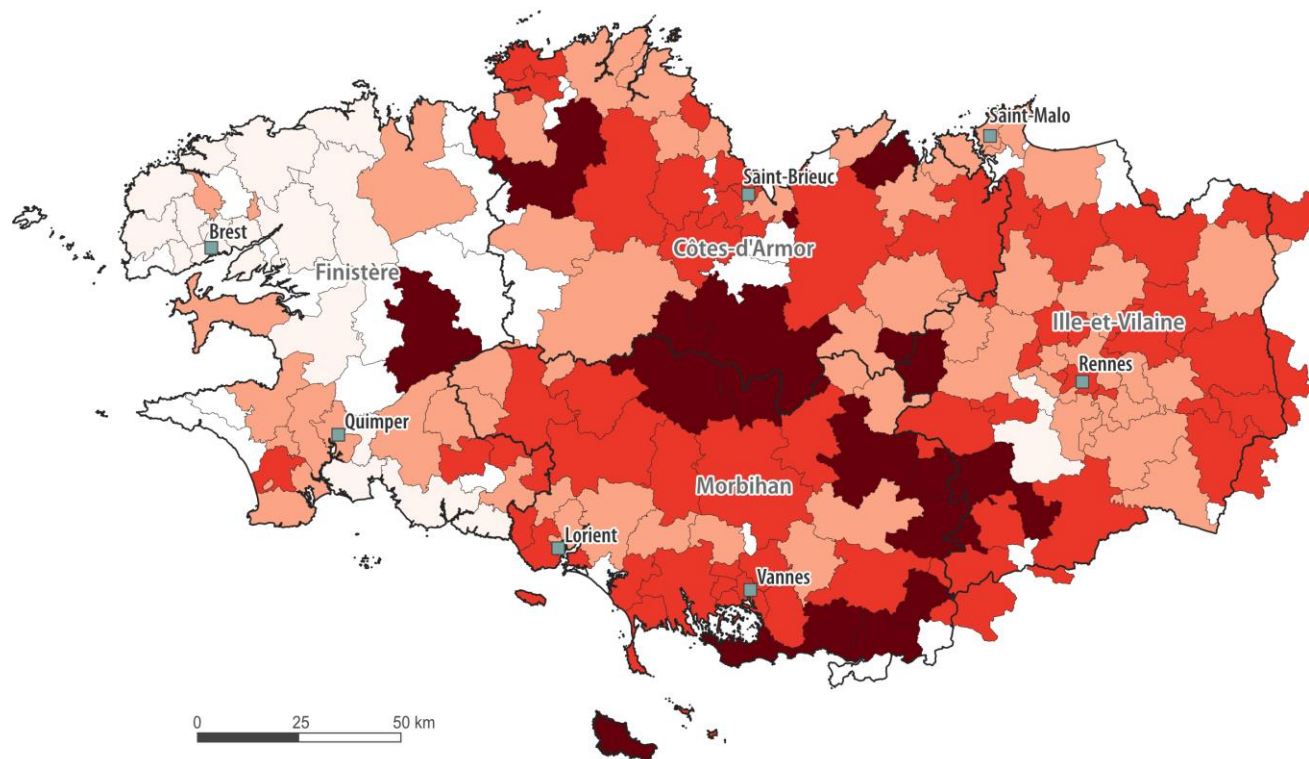 Saint-Malo
Saint-Brieuc
Brest
Côtes-d'Armor
Finistère
Ille-et-Vilaine
Rennes
Quimper
Morbihan
Lorient
Vannes
0 25 50 km